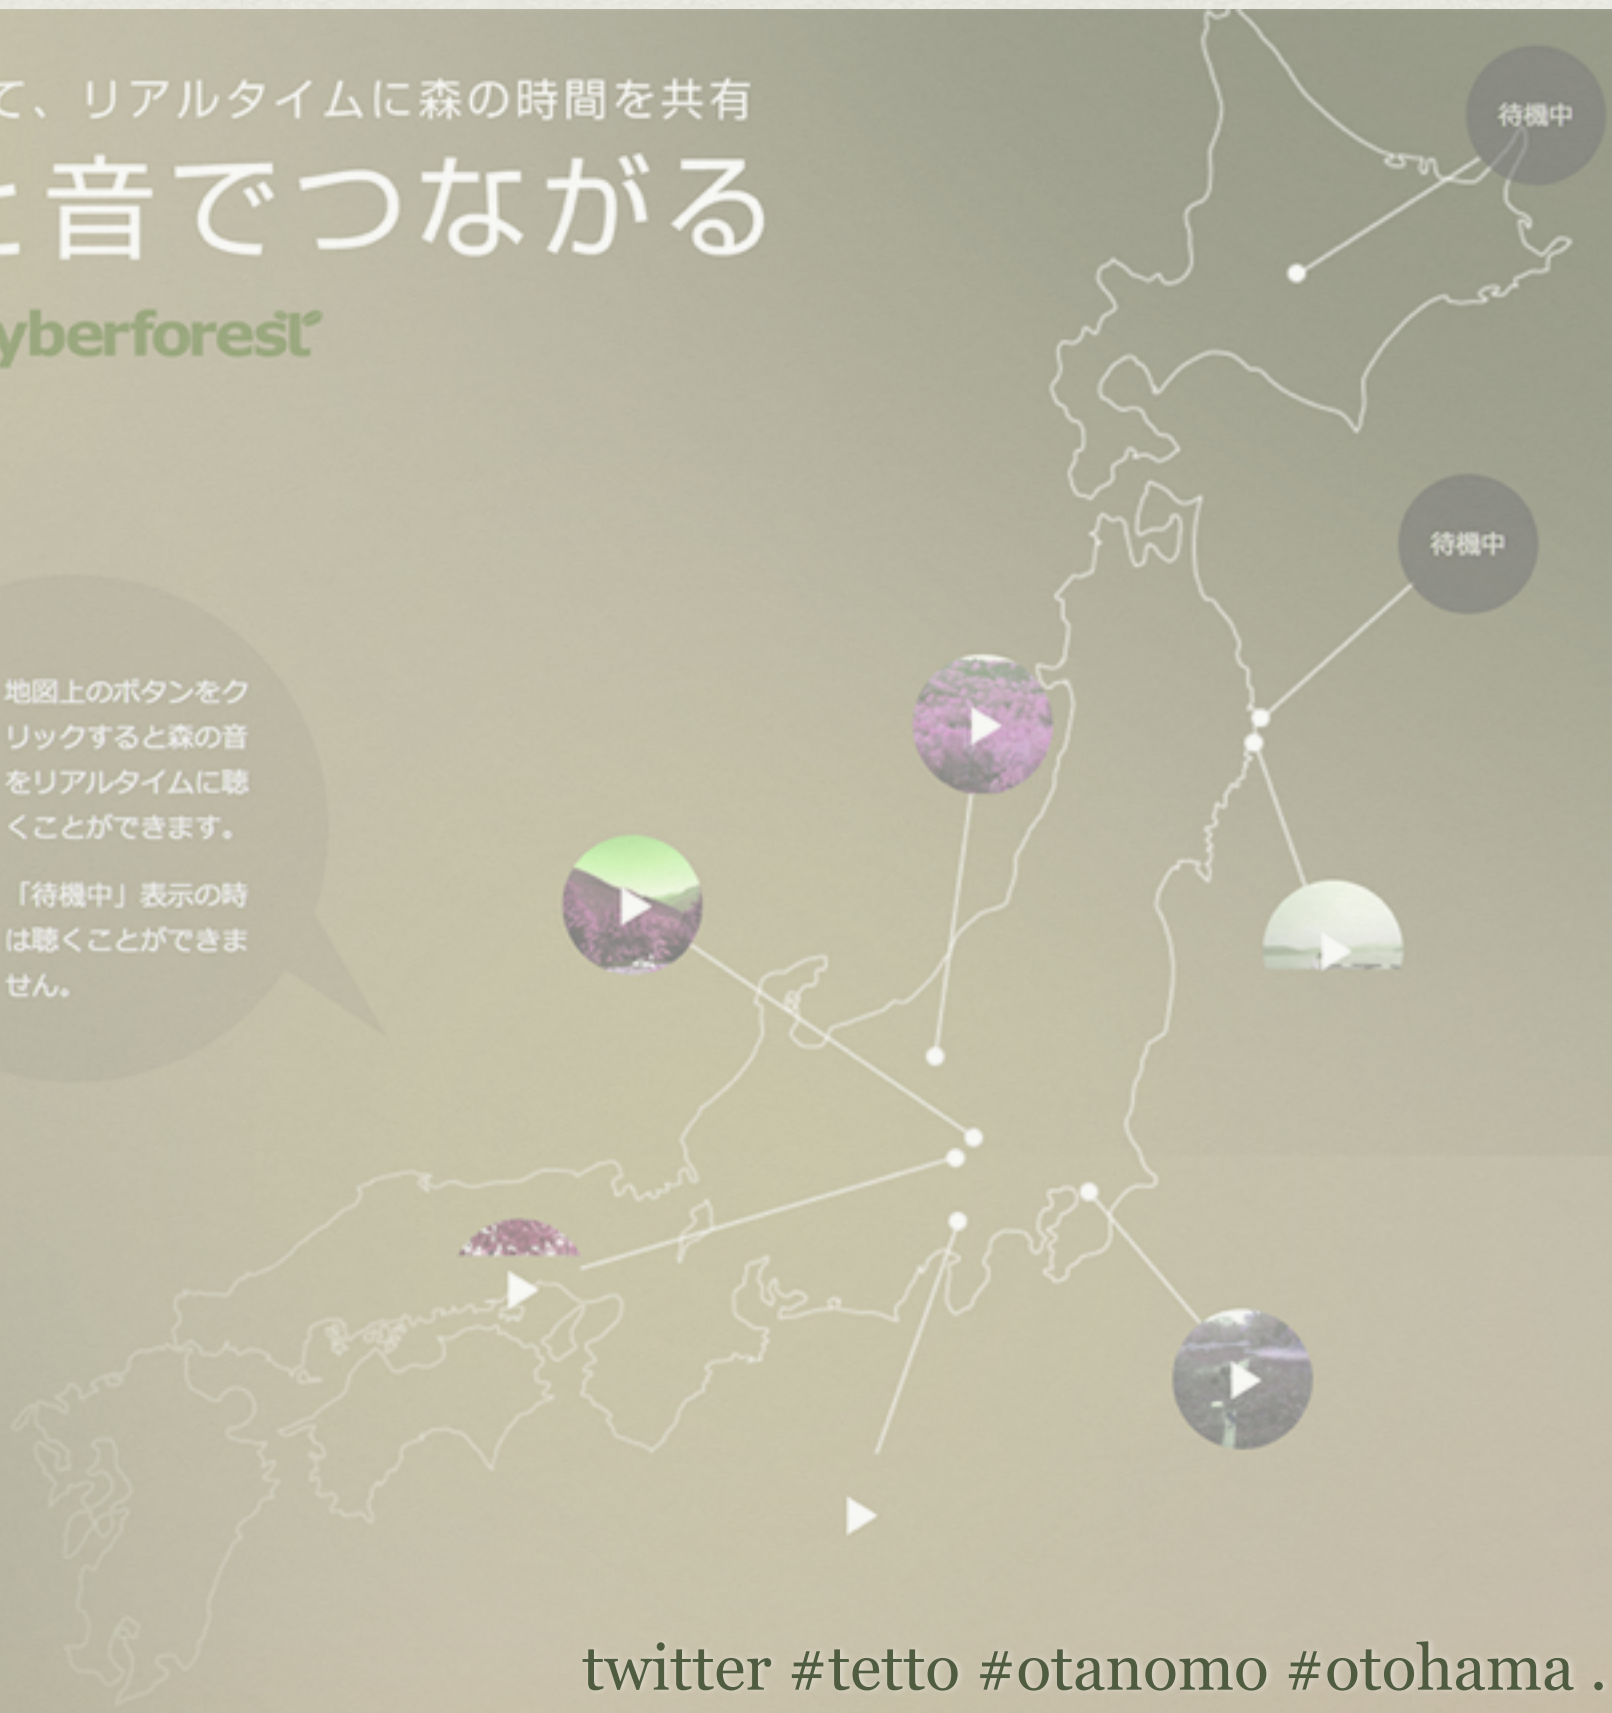 て、リアルタイムに森の時間を共有
と音でつながる
yberforest
地図上のボタンをク
リックすると森の音
をリアルタイムに聴
くことができます。
「待機中」表示の時
は聴くことができま
せん。
待機中
待機中
twitter #tetto #otanomo #otohama .